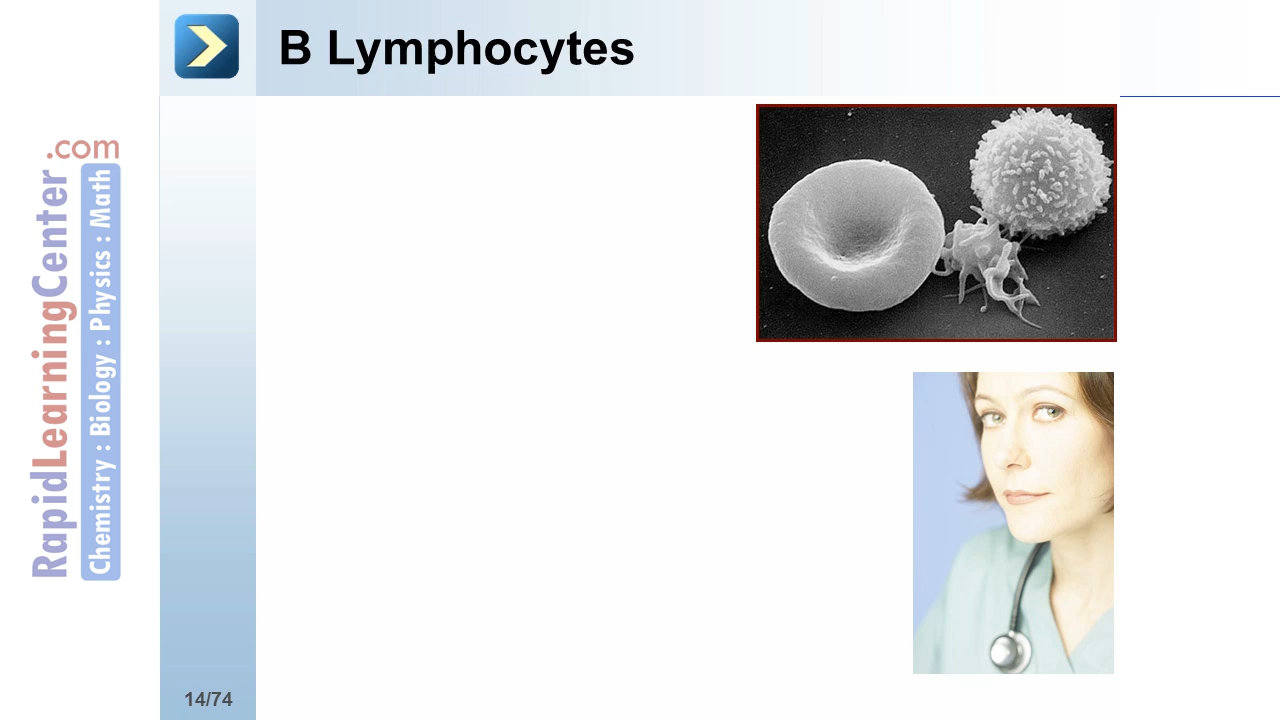 B Lymphocytes
RapidLearningCenter.com
Chemistry : Biology : Physics : Math
14/74